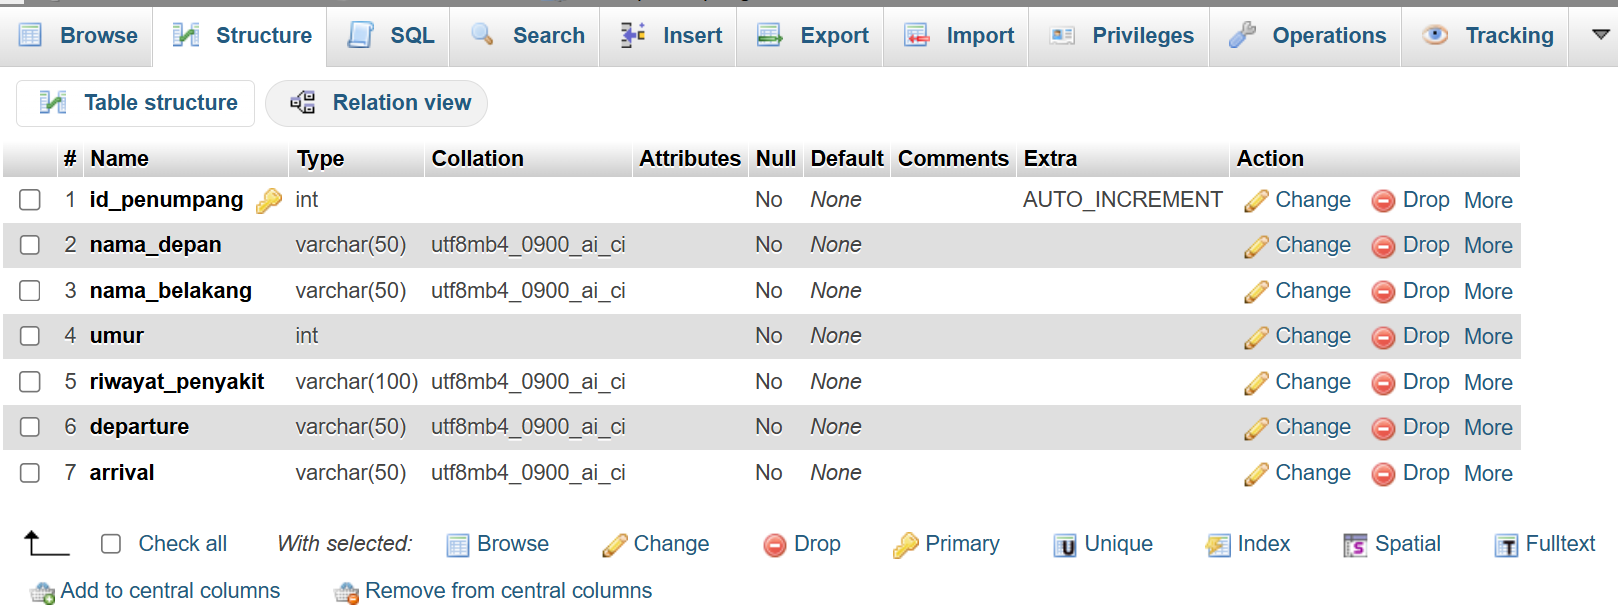 Browse Structure SQL Search Insert Export Import Privileges Operations Tracking
Table structure Relation view
# Name Type Collation Attributes Null Default Comments Extra Action
1 id_penumpang int No None AUTO_INCREMENT Change Drop More
2 nama_depan varchar(50) utf8mb4_0900_ai_ci No None Change Drop More
3 nama_belakang varchar(50) utf8mb4_0900_ai_ci No None Change Drop More
4 umur int No None Change Drop More
5 riwayat_penyakit varchar(100) utf8mb4_0900_ai_ci No None Change Drop More
6 departure varchar(50) utf8mb4_0900_ai_ci No None Change Drop More
7 arrival varchar(50) utf8mb4_0900_ai_ci No None Change Drop More
Check all With selected: Browse Change Drop Primary Unique Index Spatial Fulltext
Add to central columns Remove from central columns